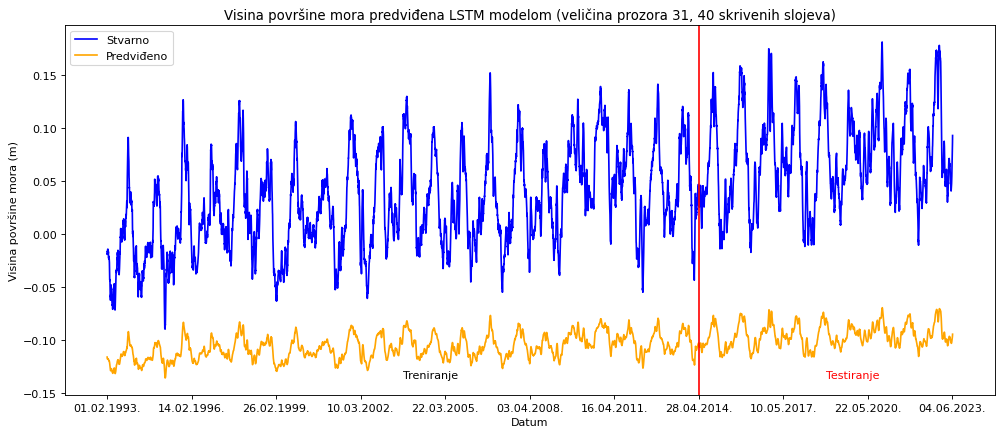 Visina površine mora predviđena LSTM modelom (veličina prozora 31, 40 skrivenih slojeva)
Stvarno
Predviđeno
Visina površine mora (m)
0.15
0.10
0.05
0.00
−0.05
−0.10
−0.15
Treniranje
Testiranje
01.02.1993.
14.02.1996.
26.02.1999.
10.03.2002.
22.03.2005.
03.04.2008.
16.04.2011.
28.04.2014.
10.05.2017.
22.05.2020.
04.06.2023.
Datum